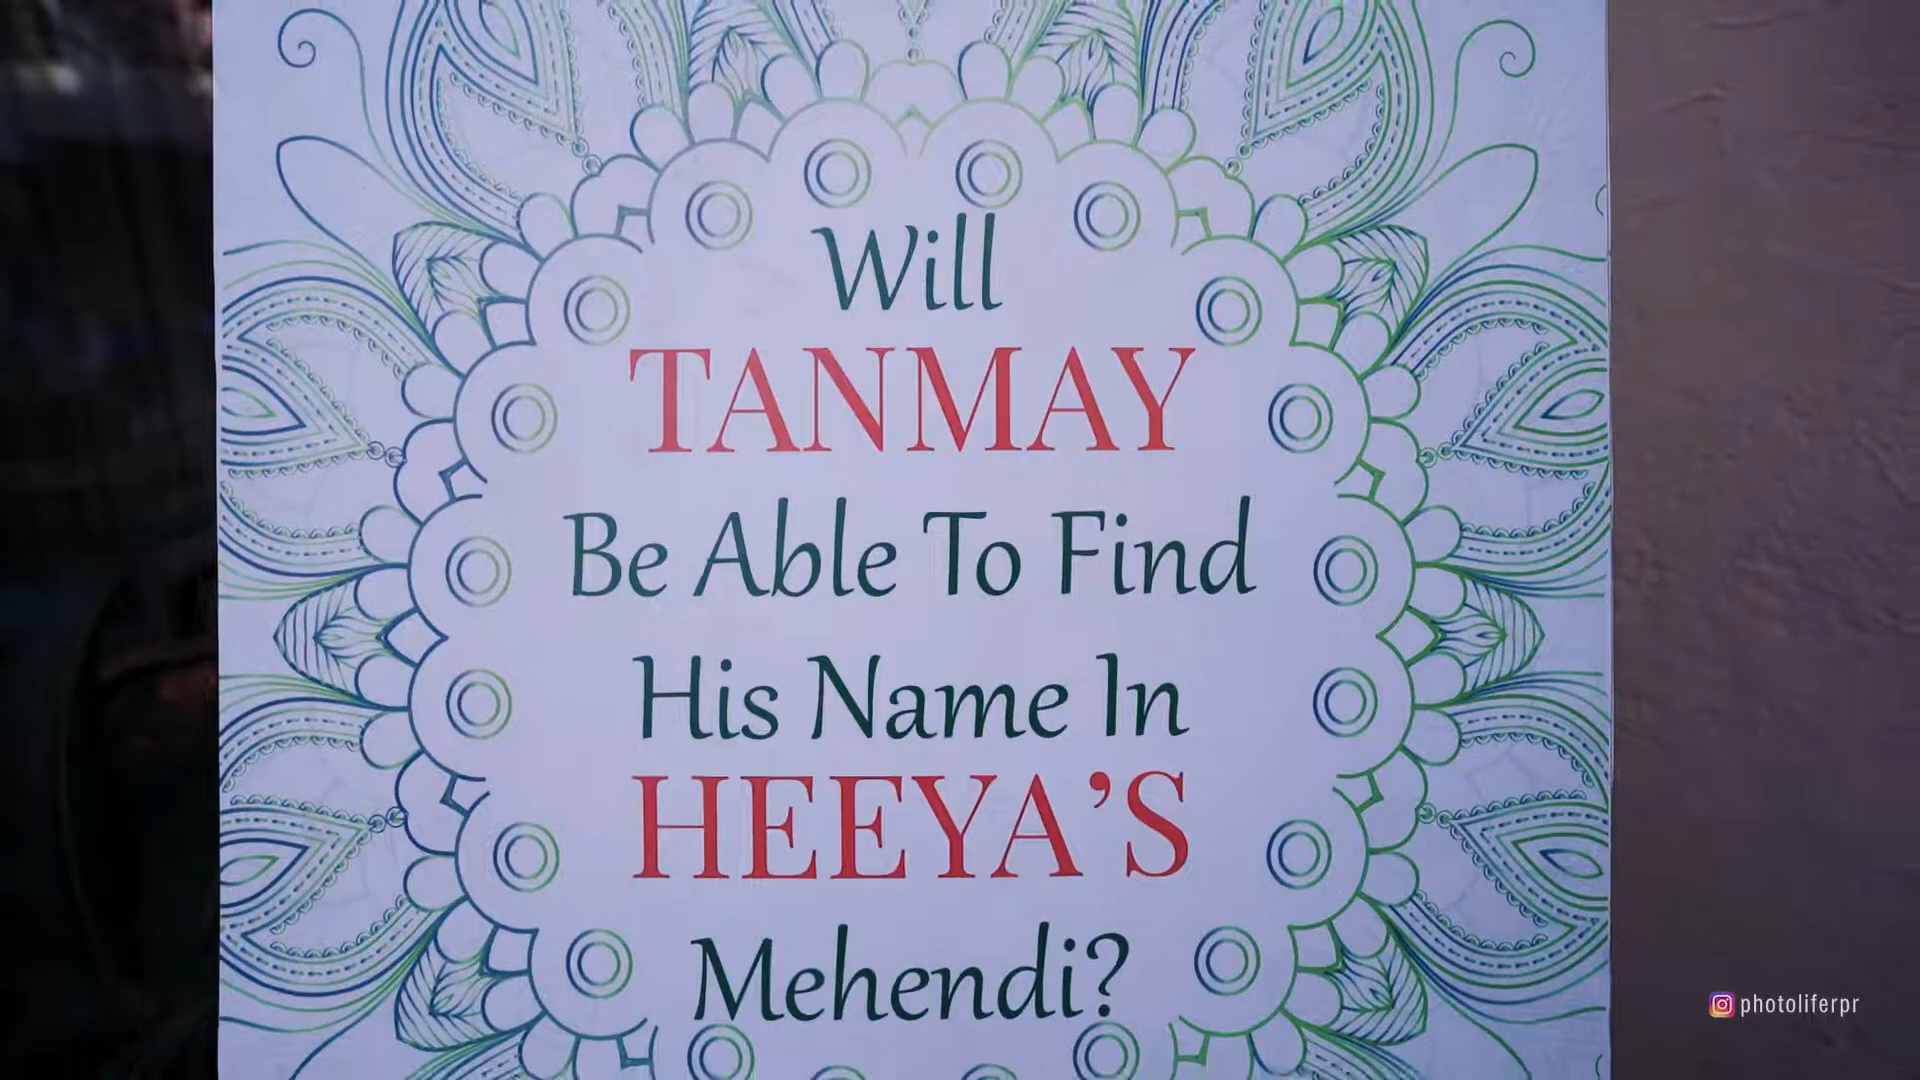 Will
TANMAY
Be Able To Find
His Name In
HEEYA'S
Mehendi?
photoliferpr